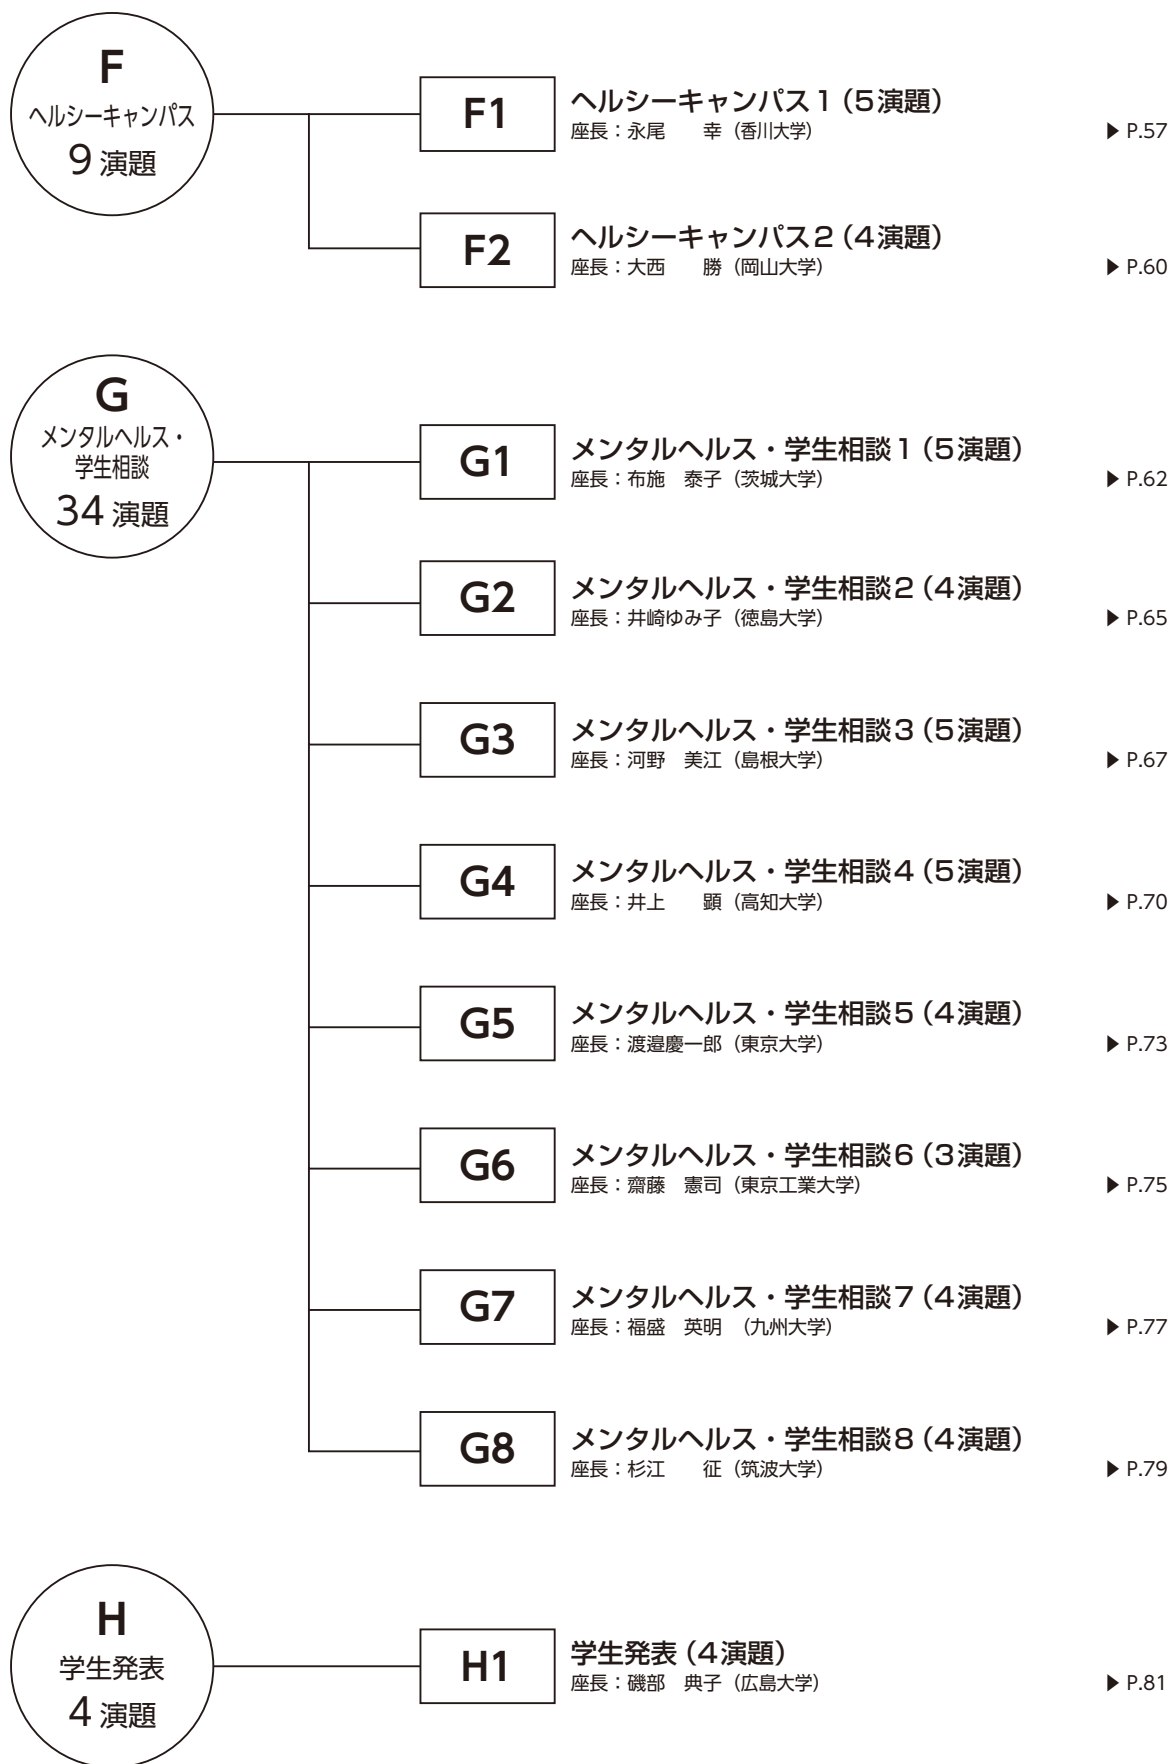 F
ヘルシーキャンパス
9 演題
F1
ヘルシーキャンパス1(5演題)
座長:永尾　幸(香川大学)
▶ P.57
F2
ヘルシーキャンパス2(4演題)
座長:大西　勝(岡山大学)
▶ P.60
G
メンタルヘルス・
学生相談
34 演題
G1
メンタルヘルス・学生相談1(5演題)
座長:布施　泰子(茨城大学)
▶ P.62
G2
メンタルヘルス・学生相談2(4演題)
座長:井崎ゆみ子(徳島大学)
▶ P.65
G3
メンタルヘルス・学生相談3(5演題)
座長:河野　美江(島根大学)
▶ P.67
G4
メンタルヘルス・学生相談4(5演題)
座長:井上　顕(高知大学)
▶ P.70
G5
メンタルヘルス・学生相談5(4演題)
座長:渡邉慶一郎(東京大学)
▶ P.73
G6
メンタルヘルス・学生相談6(3演題)
座長:齋藤　憲司(東京工業大学)
▶ P.75
G7
メンタルヘルス・学生相談7(4演題)
座長:福盛　英明　(九州大学)
▶ P.77
G8
メンタルヘルス・学生相談8(4演題)
座長:杉江　征(筑波大学)
▶ P.79
H
学生発表
4 演題
H1
学生発表(4演題)
座長:磯部　典子(広島大学)
▶ P.81